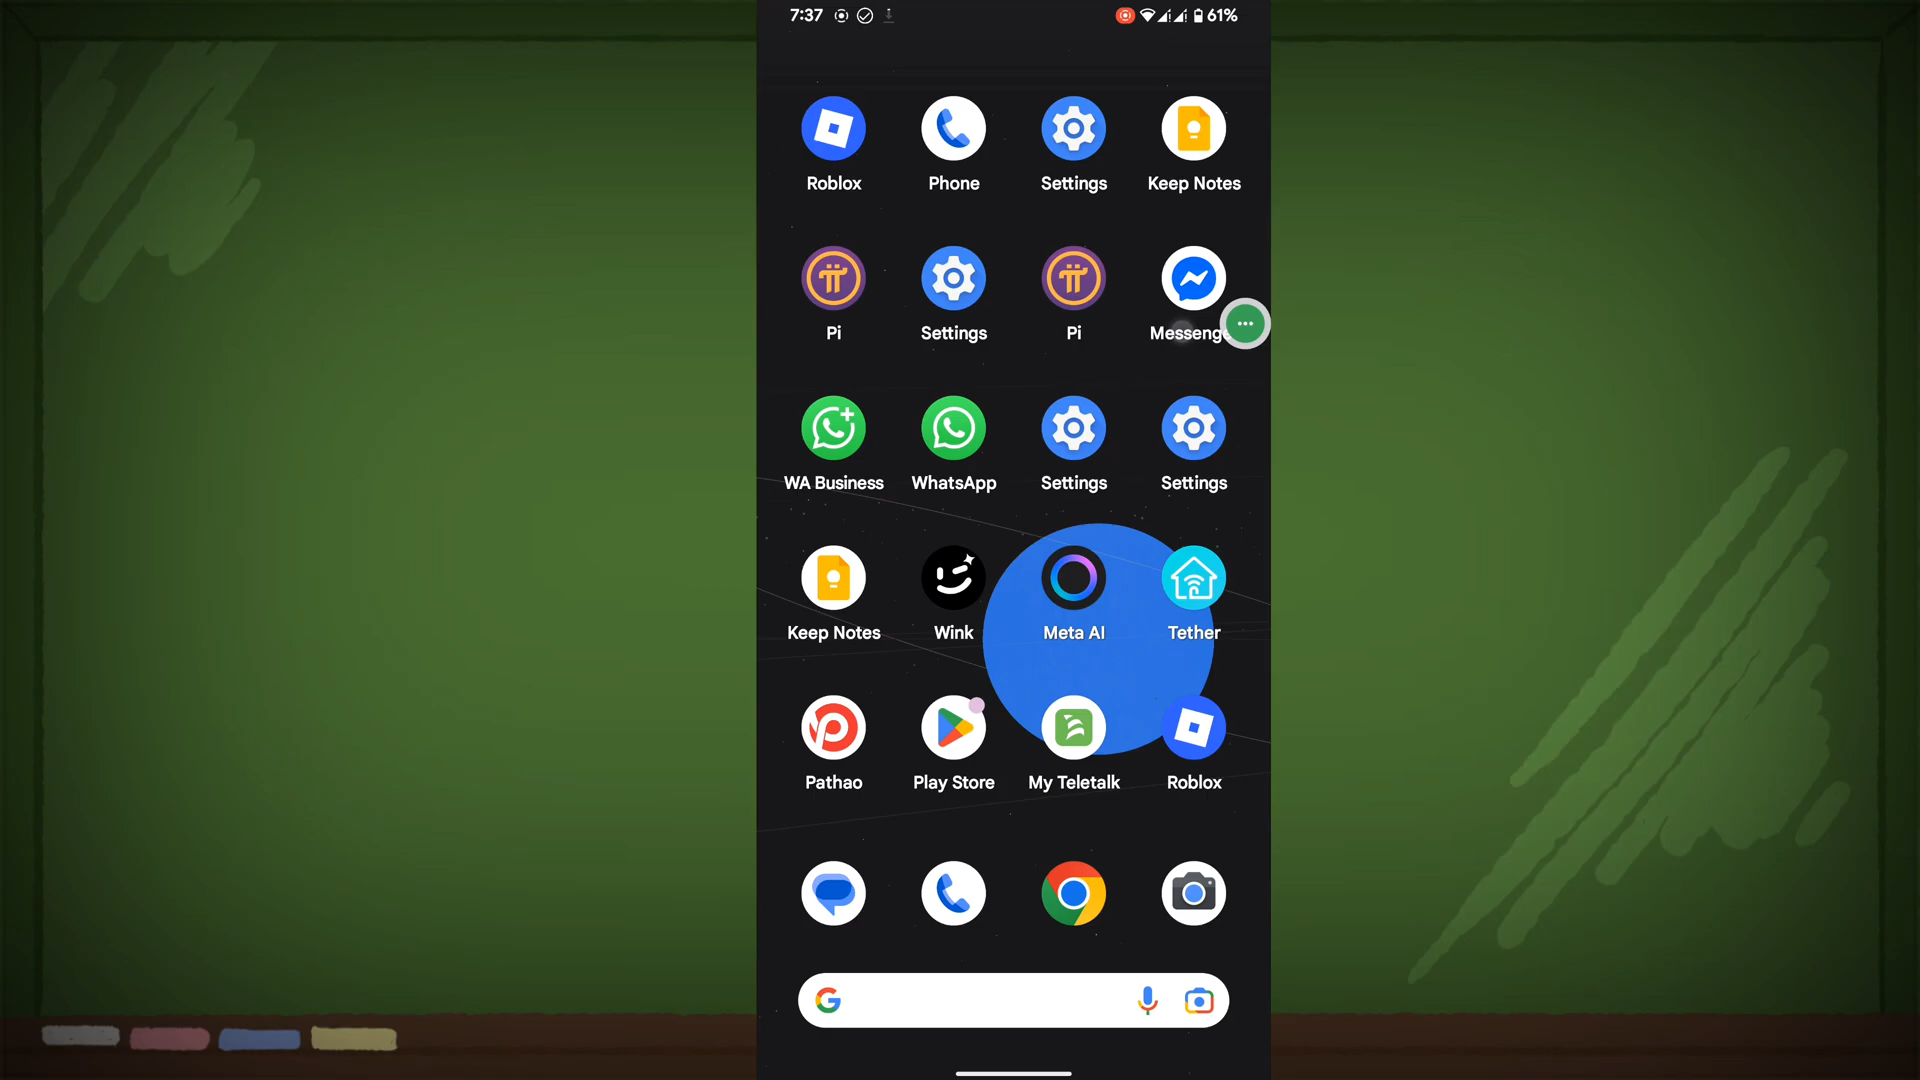 7:37 61%
Roblox Phone Settings Keep Notes
Pi Settings Pi Messenge
WA Business WhatsApp Settings Settings
Keep Notes Wink Meta AI Tether
Pathao Play Store My Teletalk Roblox